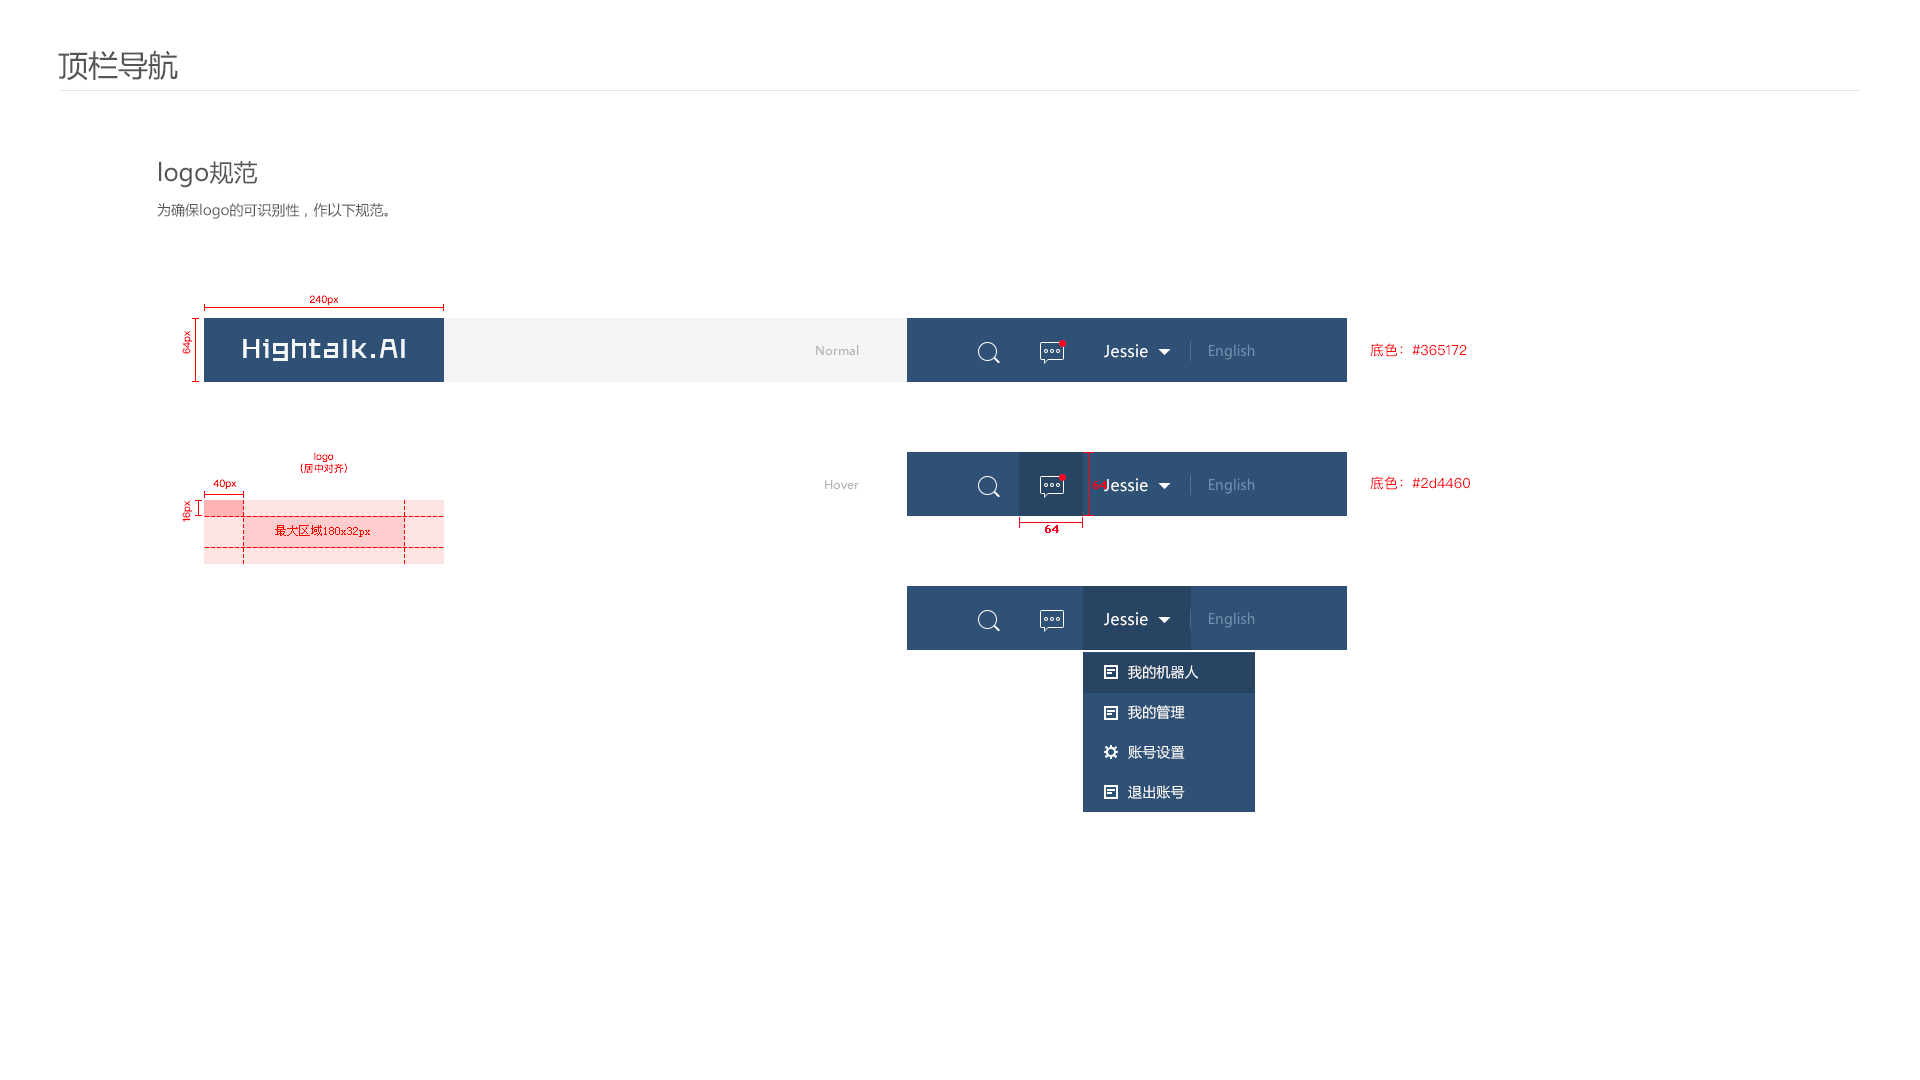 顶栏导航
logo规范
为确保logo的可识别性，作以下规范。
240px
64px
Hightalk.AI
Normal
Jessie
English
底色：#365172
logo
(居中对齐)
40px
16px
最大区域180x32px
Hover
Jessie
English
底色：#2d4460
64
Jessie
English
我的机器人
我的管理
账号设置
退出账号